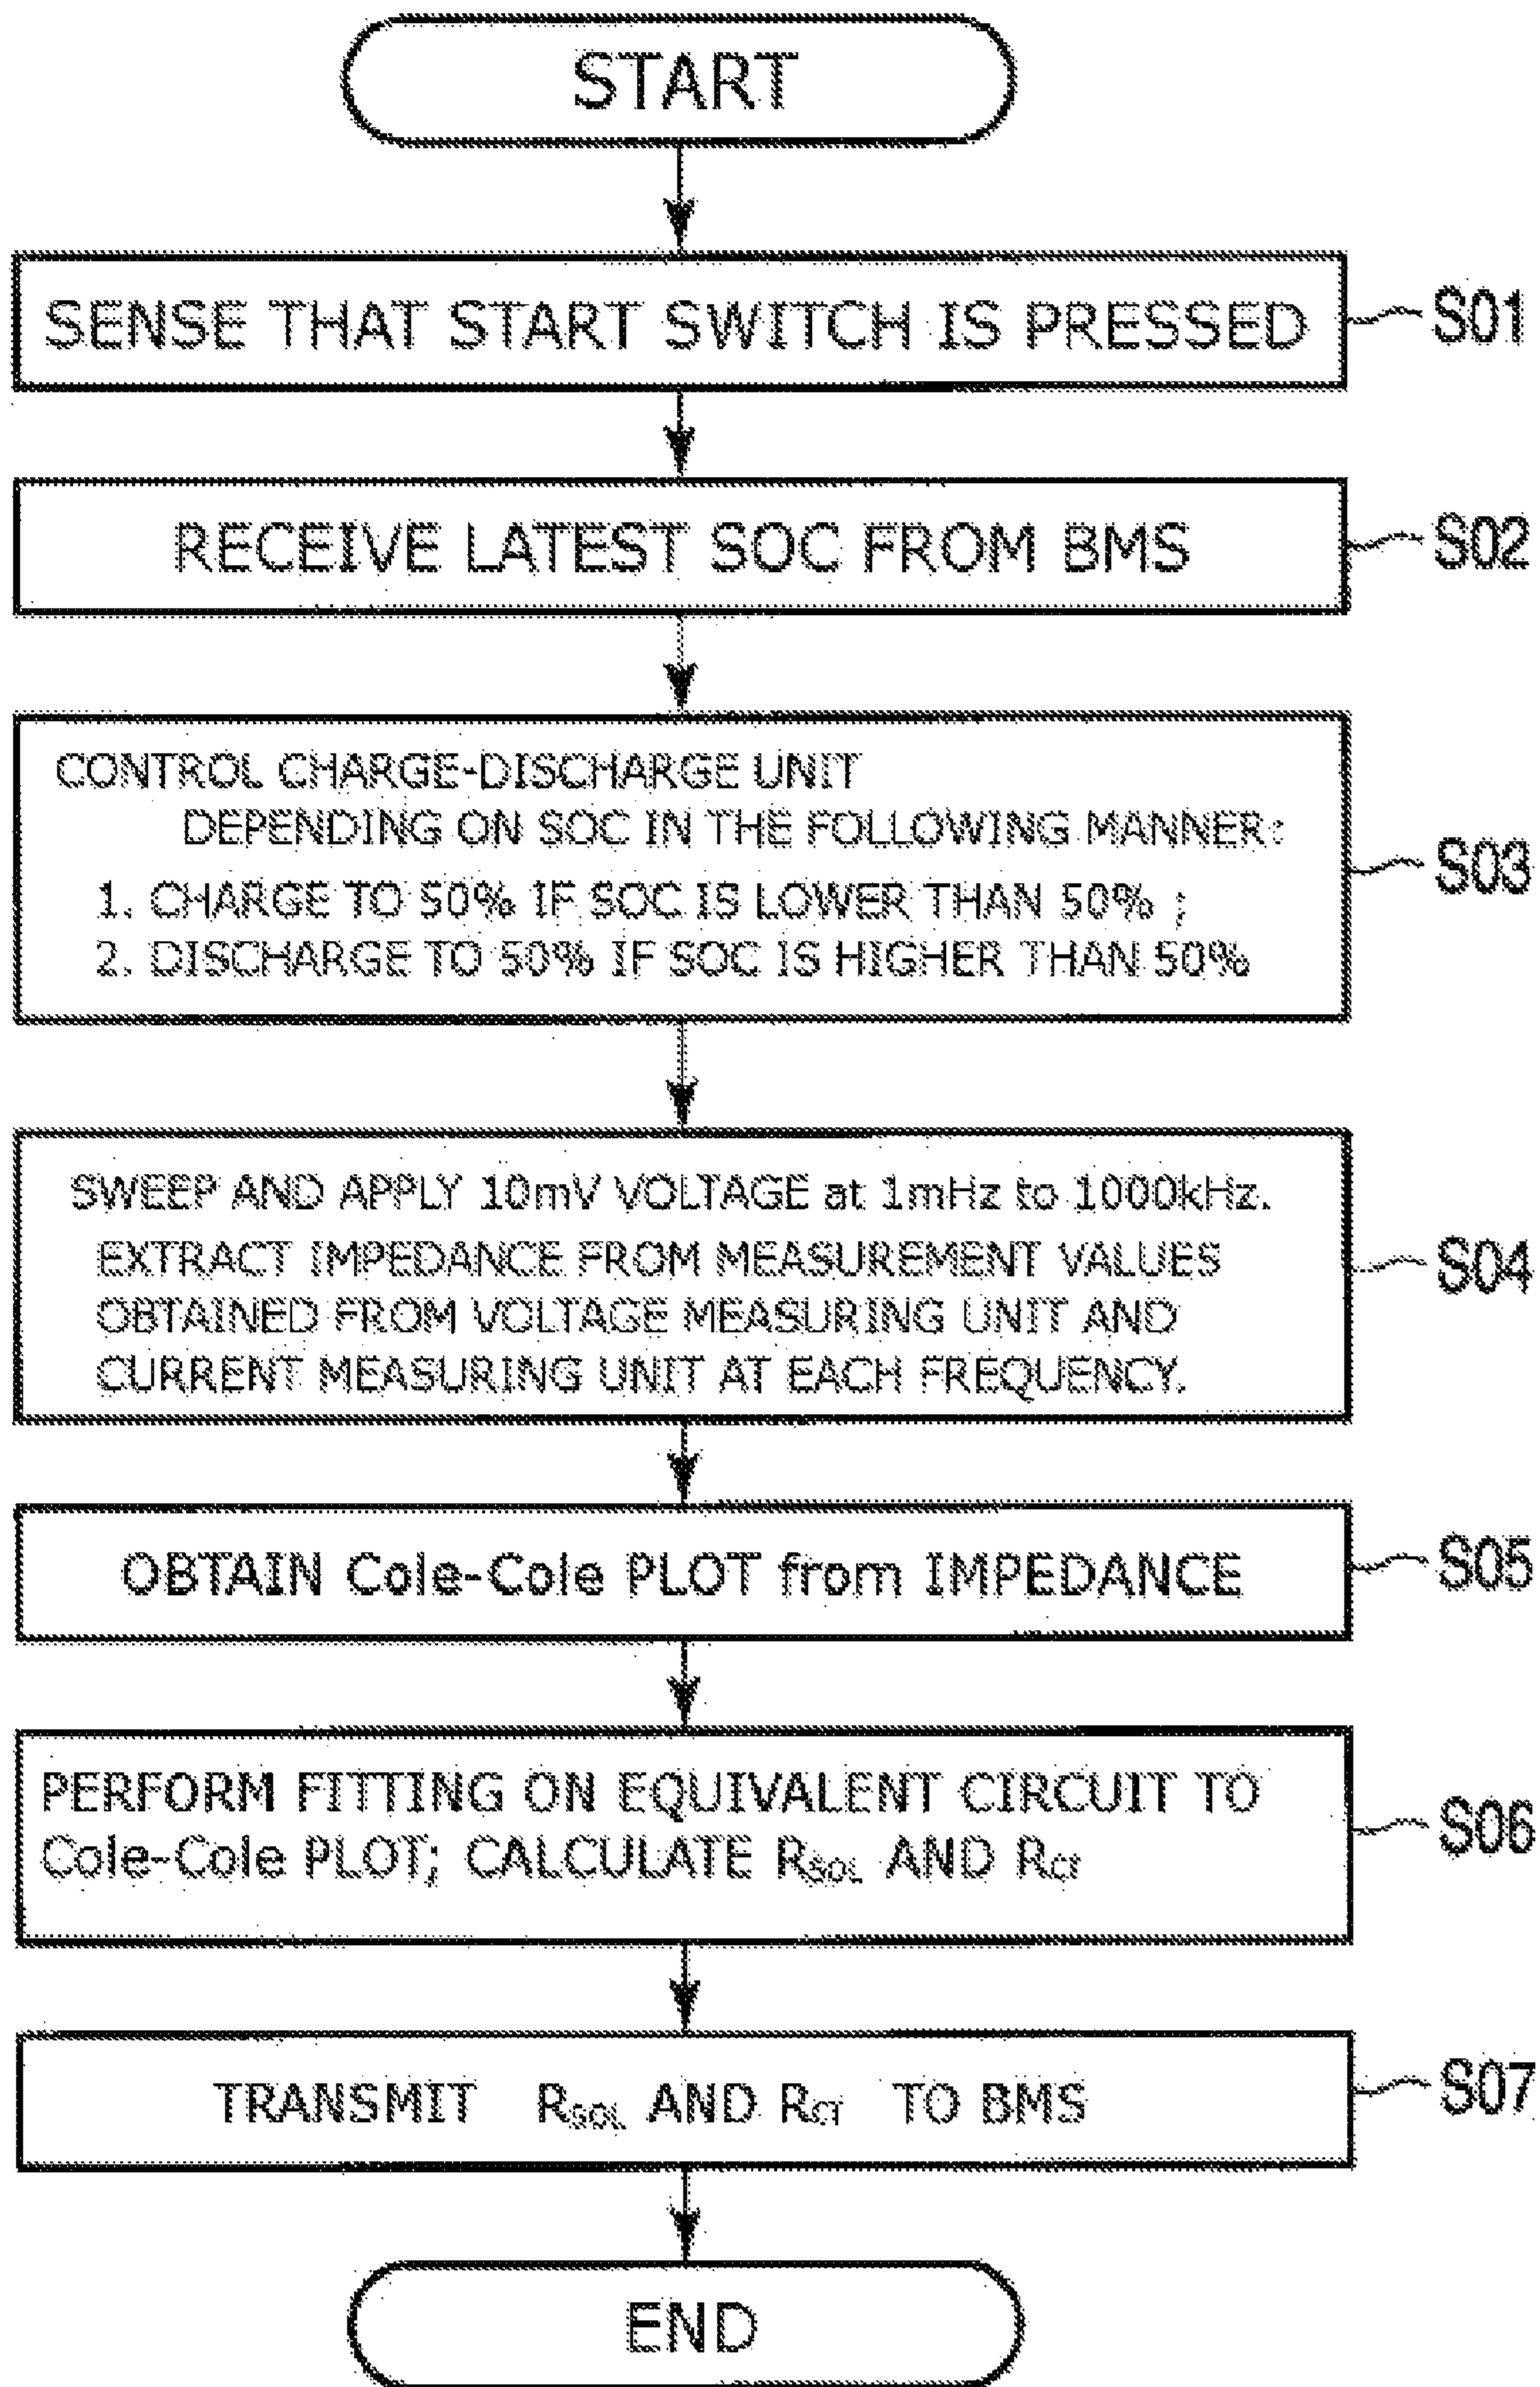 START
SENSE THAT START SWITCH IS PRESSED
S01
RECEIVE LATEST SOC FROM BMS
S02
CONTROL CHARGE-DISCHARGE UNIT
DEPENDING ON SOC IN THE FOLLOWING MANNER:
1. CHARGE TO 50% IF SOC IS LOWER THAN 50% ;
2. DISCHARGE TO 50% IF SOC IS HIGHER THAN 50%
S03
SWEEP AND APPLY 10mV VOLTAGE at 1mHz to 1000kHz.
EXTRACT IMPEDANCE FROM MEASUREMENT VALUES
OBTAINED FROM VOLTAGE MEASURING UNIT AND
CURRENT MEASURING UNIT AT EACH FREQUENCY.
S04
OBTAIN Cole-Cole PLOT from IMPEDANCE
S05
PERFORM FITTING ON EQUIVALENT CIRCUIT TO
Cole-Cole PLOT; CALCULATE RSOL AND RCT
S06
TRANSMIT RSOL AND RCT TO BMS
S07
END